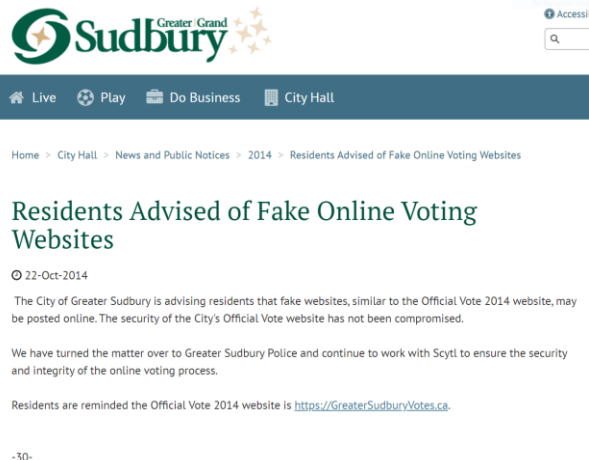 Greater Grand
Sudbury
Live Play Do Business City Hall
Home > City Hall > News and Public Notices > 2014 > Residents Advised of Fake Online Voting Websites
Residents Advised of Fake Online Voting
Websites
22-Oct-2014
The City of Greater Sudbury is advising residents that fake websites, similar to the Official Vote 2014 website, may
be posted online. The security of the City's Official Vote website has not been compromised.
We have turned the matter over to Greater Sudbury Police and continue to work with Scytl to ensure the security
and integrity of the online voting process.
Residents are reminded the Official Vote 2014 website is https://GreaterSudburyVotes.ca.
-30-